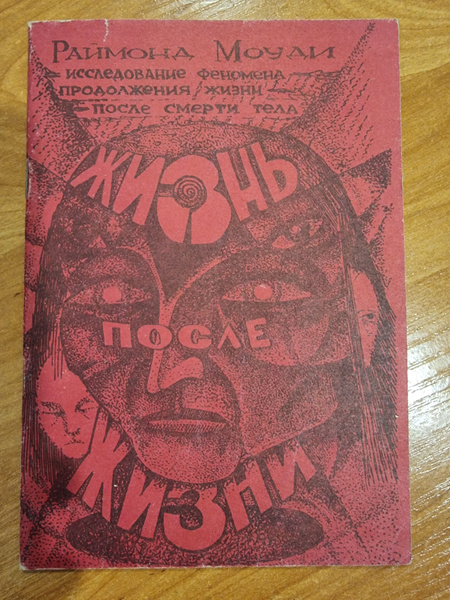 Раймонд Моуди
исследование феномена
продолжения жизни
после смерти тела
ЖИЗНЬ
ПОСЛЕ
ЖИЗНИ